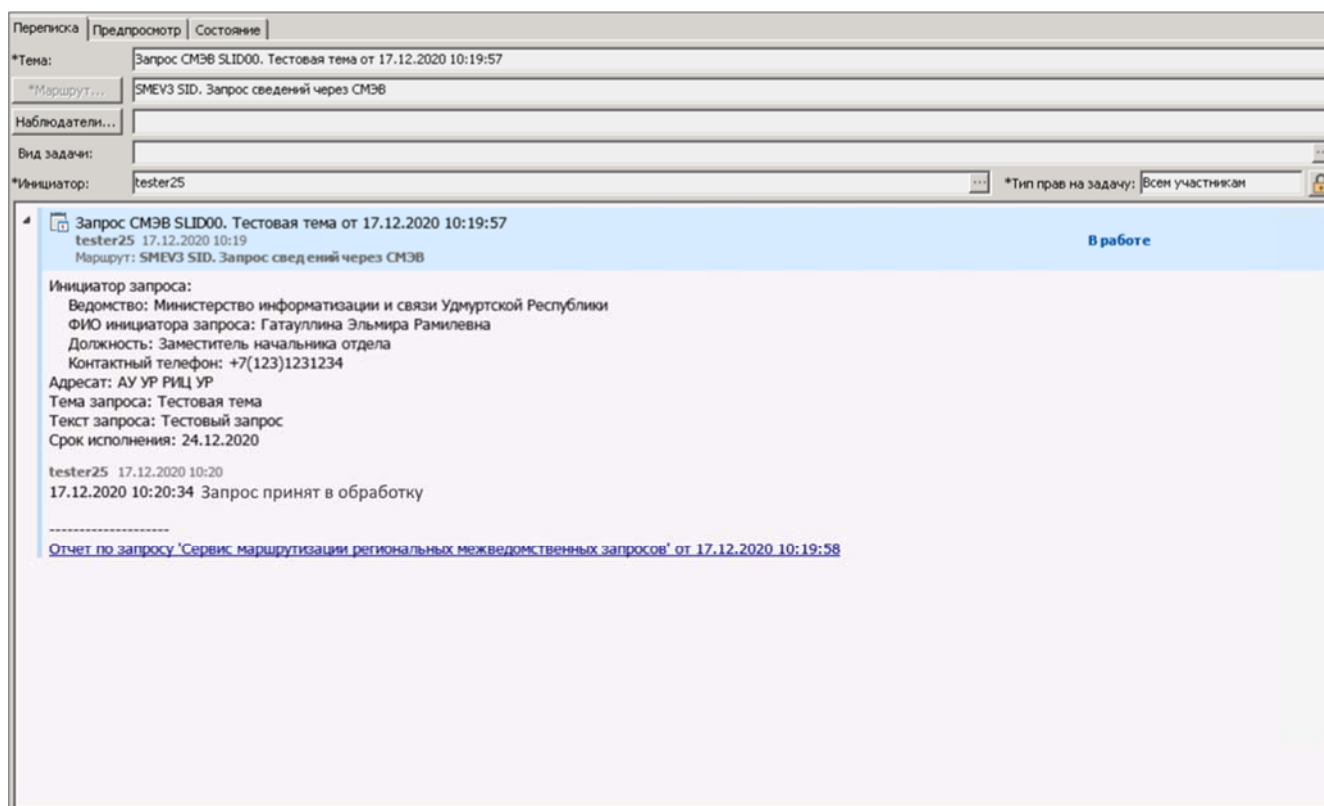 Переписка Предпросмотр Состояние
*Тема: Запрос СМЭВ SLID00. Тестовая тема от 17.12.2020 10:19:57
*Маршрут... SMEV3 SID. Запрос сведений через СМЭВ
Наблюдатели...
Вид задачи: ...
*Инициатор: tester25 ... *Тип прав на задачу: Всем участникам
Запрос СМЭВ SLID00. Тестовая тема от 17.12.2020 10:19:57
tester25 17.12.2020 10:19 В работе
Маршрут: SMEV3 SID. Запрос сведений через СМЭВ
Инициатор запроса:
Ведомство: Министерство информатизации и связи Удмуртской Республики
ФИО инициатора запроса: Гатауллина Эльмира Рамилевна
Должность: Заместитель начальника отдела
Контактный телефон: +7(123)1231234
Адресат: АУ УР РИЦ УР
Тема запроса: Тестовая тема
Текст запроса: Тестовый запрос
Срок исполнения: 24.12.2020
tester25 17.12.2020 10:20
17.12.2020 10:20:34 Запрос принят в обработку
--------------------
Отчет по запросу 'Сервис маршрутизации региональных межведомственных запросов' от 17.12.2020 10:19:58